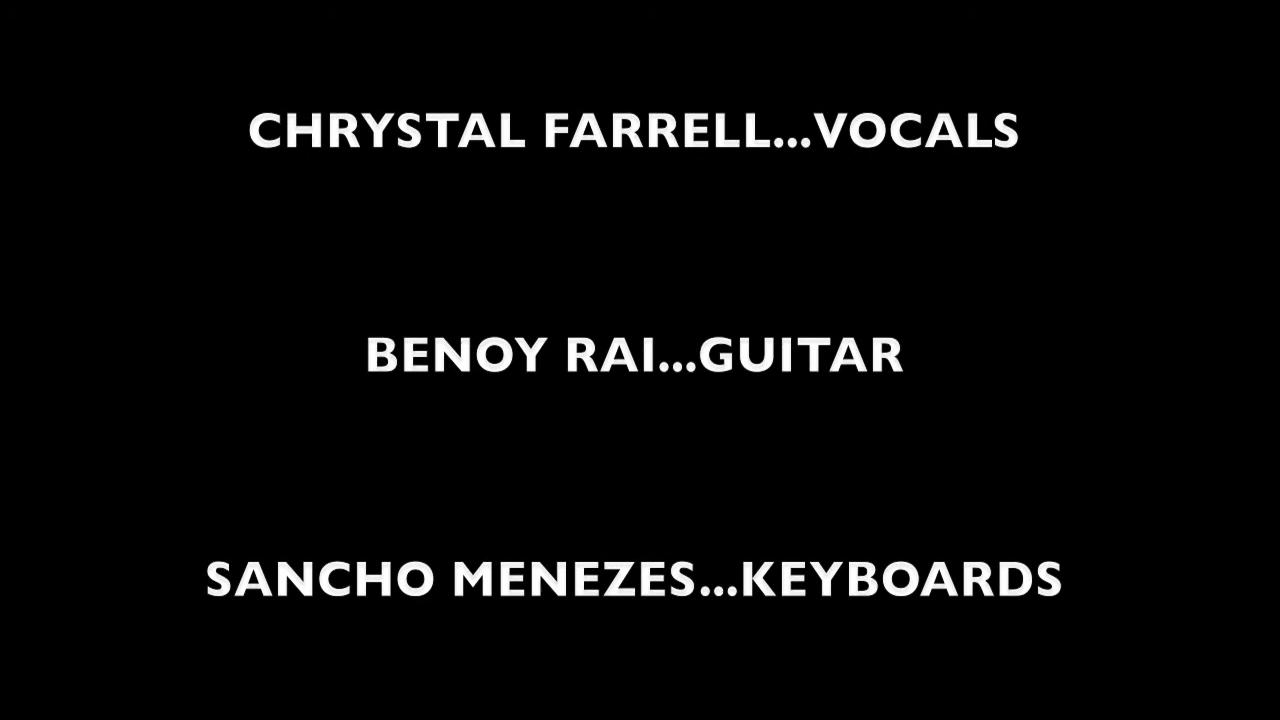 CHRYSTAL FARRELL...VOCALS
BENOY RAI...GUITAR
SANCHO MENEZES...KEYBOARDS